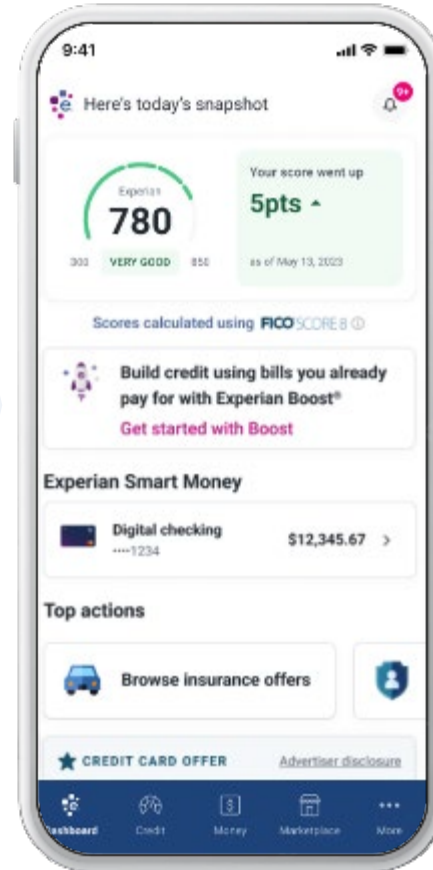 9:41
Here's today's snapshot
9+
Experian
780
300 VERY GOOD 850
Your score went up
5pts
as of May 13, 2023
Scores calculated using FICO SCORE 8
Build credit using bills you already
pay for with Experian Boost®
Get started with Boost
Experian Smart Money
Digital checking
....1234
$12,345.67
Top actions
Browse insurance offers
CREDIT CARD OFFER
Advertiser disclosure
Dashboard Credit Money Marketplace More